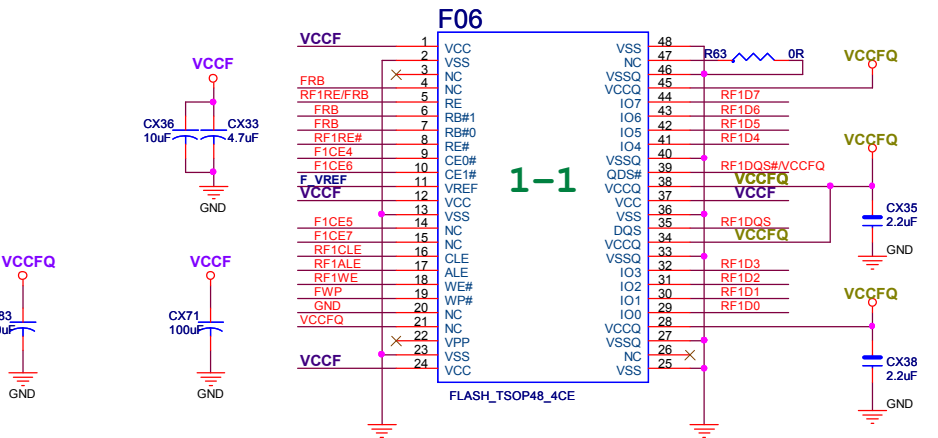 F06
VCCF 1 VCC VSS 48
2 VSS NC 47 R63 0R VCCFQ
3 NC VSSQ 46
FRB 4 NC VCCQ 45
RF1RE/FRB 5 RE IO7 44 RF1D7
FRB 6 RB#1 IO6 43 RF1D6
FRB 7 RB#0 IO5 42 RF1D5
RF1RE# 8 RE# IO4 41 RF1D4
F1CE4 9 CE0# VSSQ 40 VCCFQ
F1CE6 10 CE1# QDS# 39 RF1DQS#/VCCFQ
F_VREF 11 VREF VCCQ 38 VCCFQ
VCCF 12 VCC VCC 37 VCCF
13 VSS VSS 36
F1CE5 14 NC DQS 35 RF1DQS
F1CE7 15 NC VCCQ 34 VCCFQ
RF1CLE 16 CLE VSSQ 33
RF1ALE 17 ALE IO3 32 RF1D3
RF1WE 18 WE# IO2 31 RF1D2
FWP 19 WP# IO1 30 RF1D1
GND 20 NC IO0 29 RF1D0
VCCFQ 21 NC VCCQ 28
22 VPP VSSQ 27
23 VSS NC 26
VCCF 24 VCC VSS 25
1-1
FLASH_TSOP48_4CE
VCCF
CX36 CX33
10uF 4.7uF
GND
VCCFQ VCCF
83 CX71
uF 100uF
GND GND
CX35
2.2uF
GND
VCCFQ
CX38
2.2uF
GND